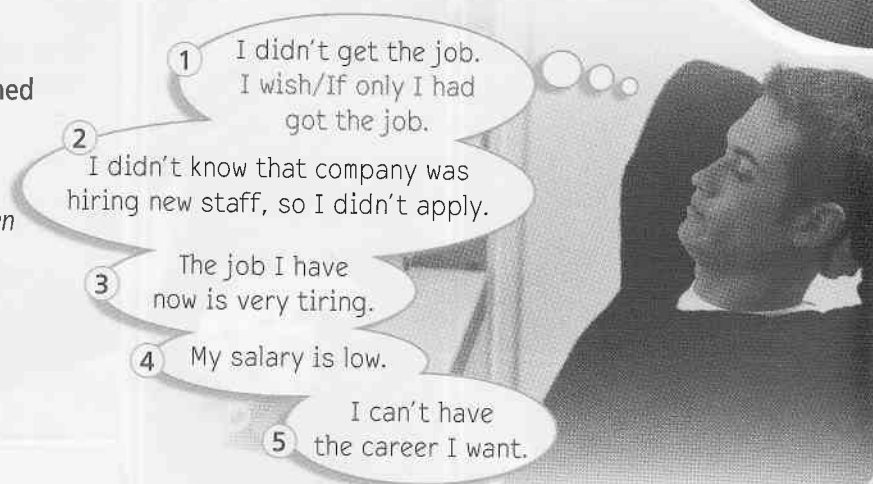 ned
en
1 I didn't get the job.
I wish/If only I had
got the job.
2 I didn't know that company was
hiring new staff, so I didn't apply.
3 The job I have
now is very tiring.
4 My salary is low.
5 I can't have
the career I want.